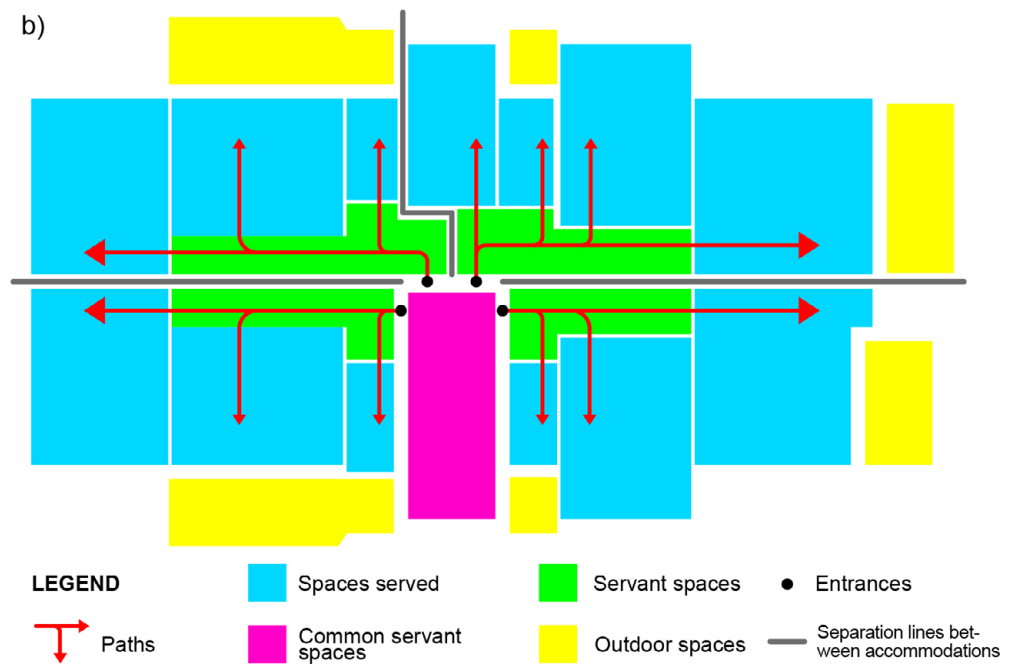 b)
LEGEND
Paths
Spaces served
Common servant
spaces
Servant spaces
Outdoor spaces
Entrances
Separation lines bet-
ween accommodations